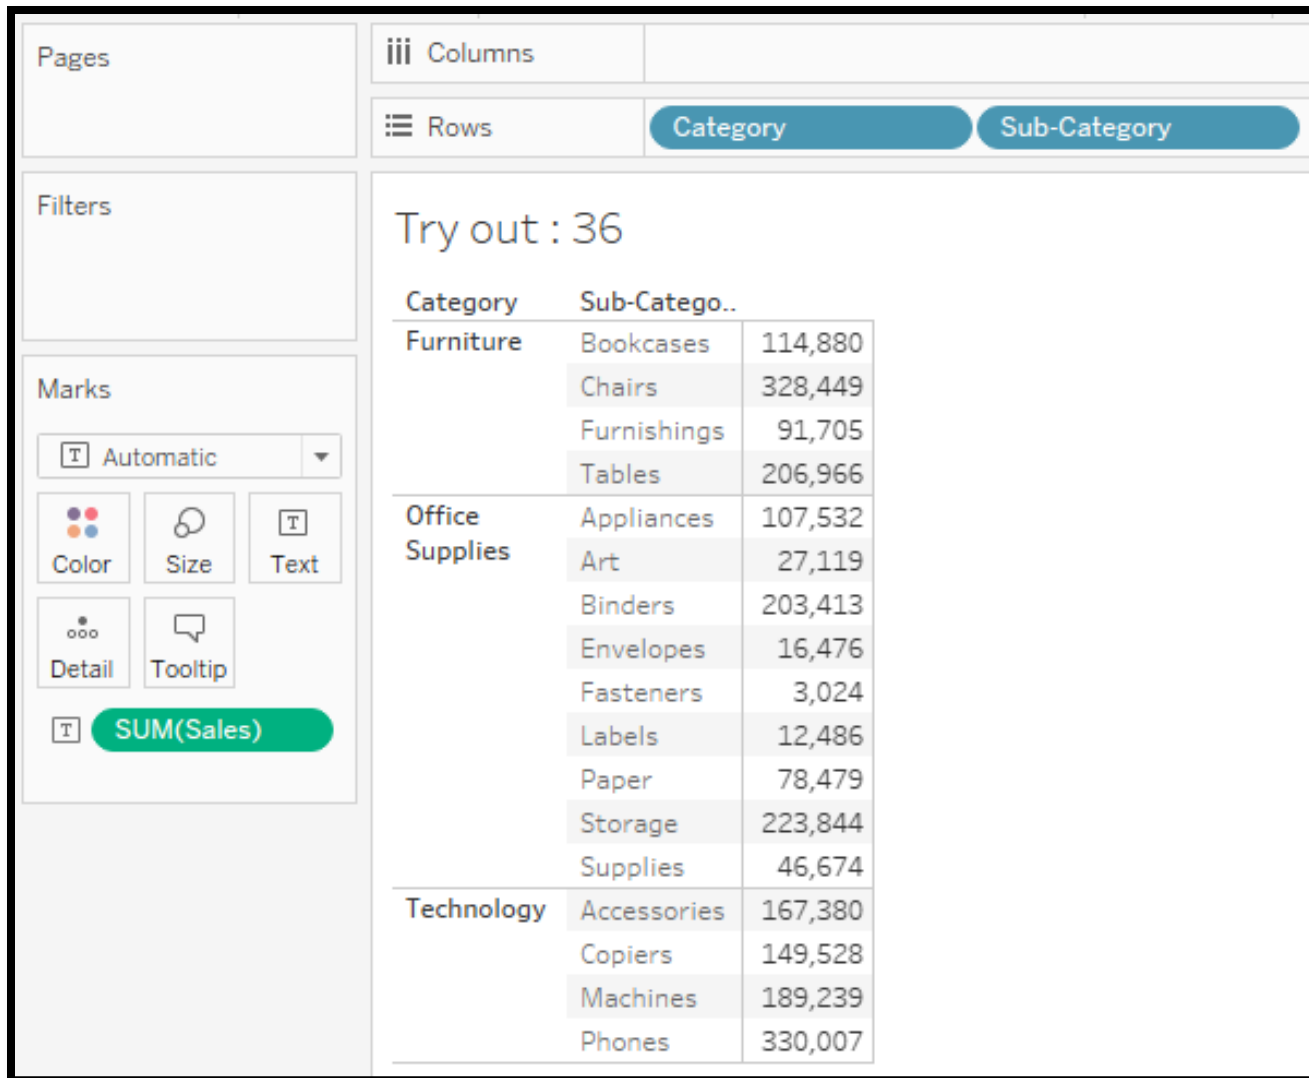 Pages
Columns
Rows Category Sub-Category
Filters
Try out : 36
Category Sub-Catego..
Furniture Bookcases 114,880
Chairs 328,449
Furnishings 91,705
Tables 206,966
Office Supplies Appliances 107,532
Art 27,119
Binders 203,413
Envelopes 16,476
Fasteners 3,024
Labels 12,486
Paper 78,479
Storage 223,844
Supplies 46,674
Technology Accessories 167,380
Copiers 149,528
Machines 189,239
Phones 330,007
Marks
T Automatic
Color Size T Text
Detail Tooltip
T SUM(Sales)